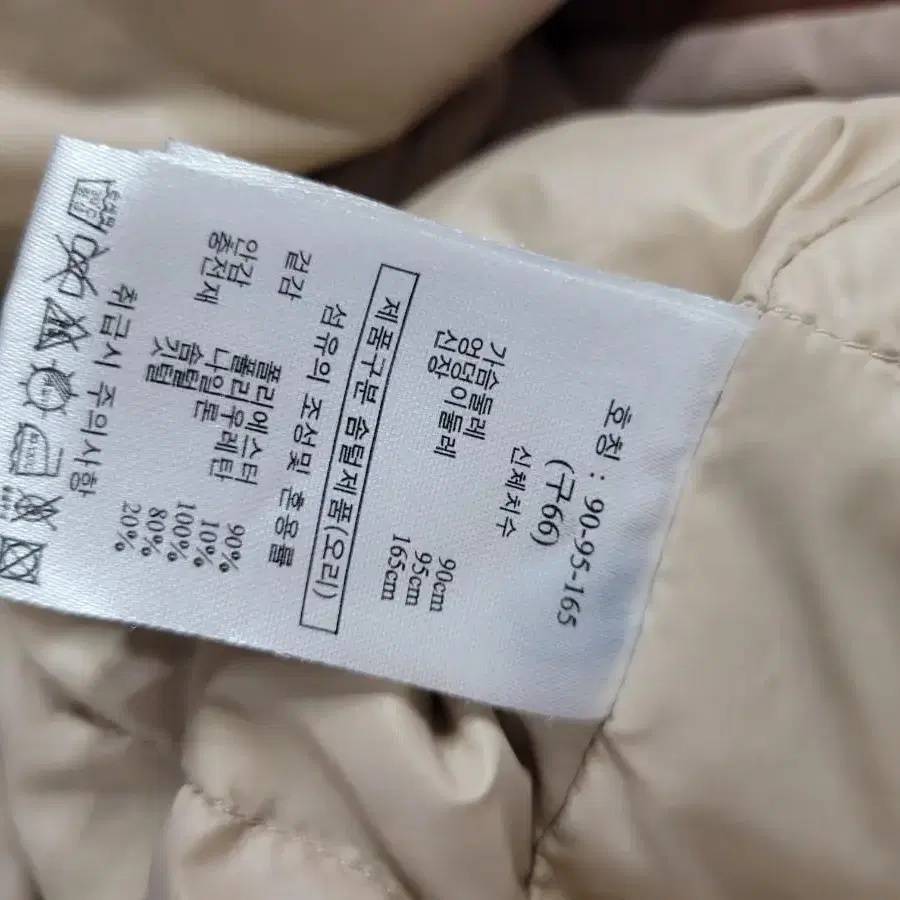 호칭 : 90-95-165
(구66)
신체치수
가슴둘레 90cm
엉덩이둘레 95cm
신장 165cm
제품구분 솜털제품(오리)
섬유의 조성및 혼용률
겉감 폴리에스터 90%
폴리우레탄 10%
안감 나일론 100%
충전재 솜털 80%
깃털 20%
취급시 주의사항